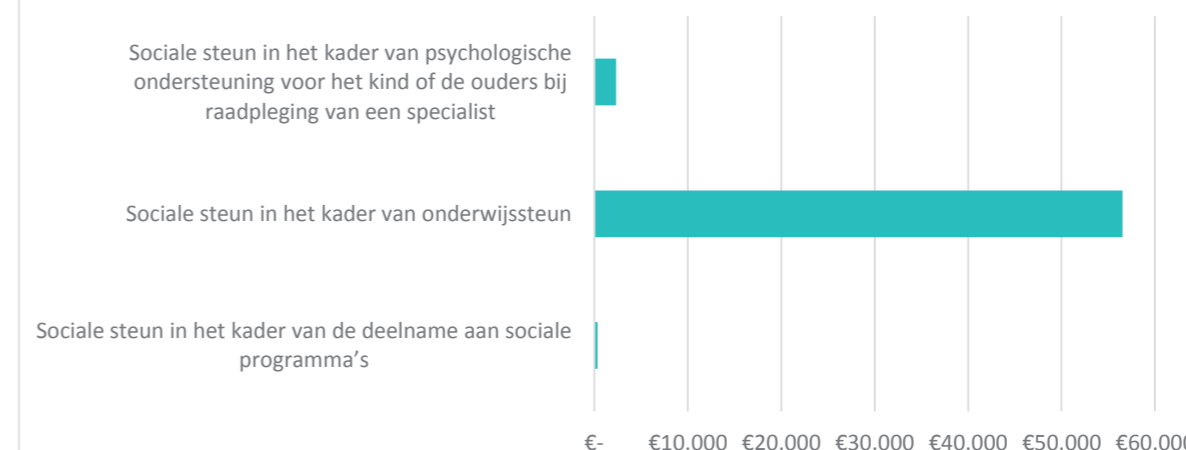 Sociale steun in het kader van psychologische
ondersteuning voor het kind of de ouders bij
raadpleging van een specialist
Sociale steun in het kader van onderwijssteun
Sociale steun in het kader van de deelname aan sociale
programma’s
€- €10.000 €20.000 €30.000 €40.000 €50.000 €60.000